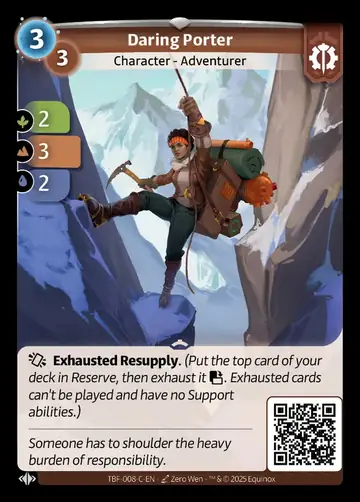 3
Daring Porter
3
Character - Adventurer
2
3
2
Exhausted Resupply. (Put the top card of your
deck in Reserve, then exhaust it. Exhausted cards
can't be played and have no Support
abilities.)
Someone has to shoulder the heavy
burden of responsibility.
TBF-008-C-EN - Zero Wen - ™ & © 2025 Equinox